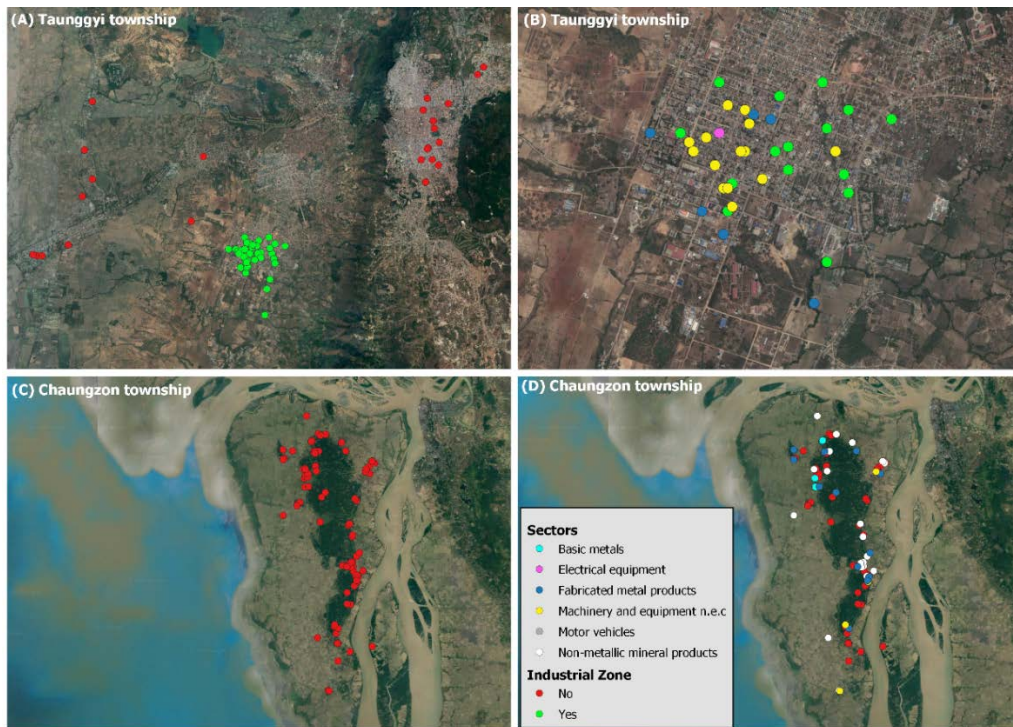 (A) Taunggyi township
(B) Taunggyi township
(C) Chaungzon township
(D) Chaungzon township
Sectors
Basic metals
Electrical equipment
Fabricated metal products
Machinery and equipment n.e.c
Motor vehicles
Non-metallic mineral products
Industrial Zone
No
Yes